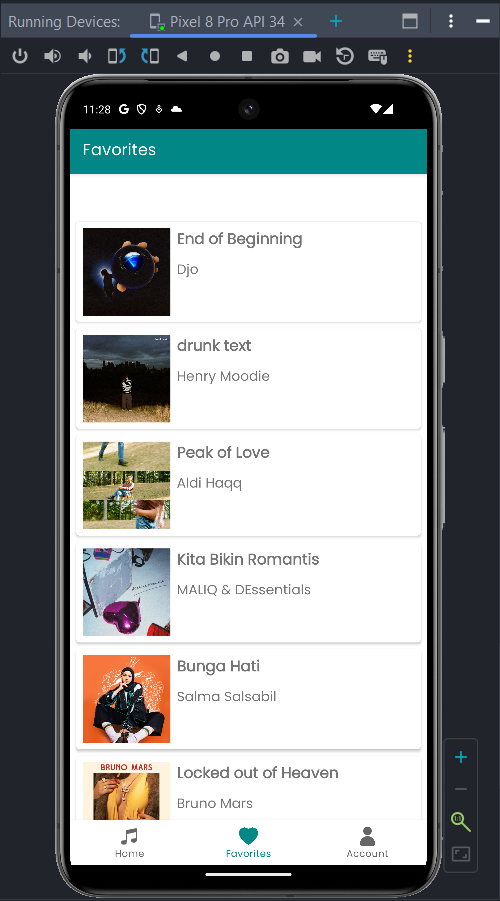 Running Devices:
Pixel 8 Pro API 34
11:28
Favorites
End of Beginning
Djo
drunk text
Henry Moodie
Peak of Love
Aldi Haqq
Kita Bikin Romantis
MALIQ & DEssentials
Bunga Hati
Salma Salsabil
BRUNO MARS
Locked out of Heaven
Bruno Mars
Home
Favorites
Account
1:1